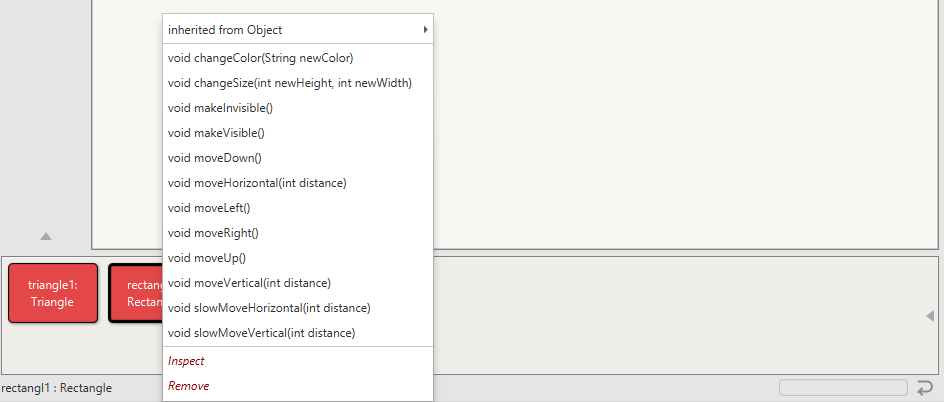 inherited from Object
void changeColor(String newColor)
void changeSize(int newHeight, int newWidth)
void makeInvisible()
void makeVisible()
void moveDown()
void moveHorizontal(int distance)
void moveLeft()
void moveRight()
void moveUp()
void moveVertical(int distance)
void slowMoveHorizontal(int distance)
void slowMoveVertical(int distance)
Inspect
Remove
triangle1:
Triangle
rectang
Rectan
rectangl1 : Rectangle